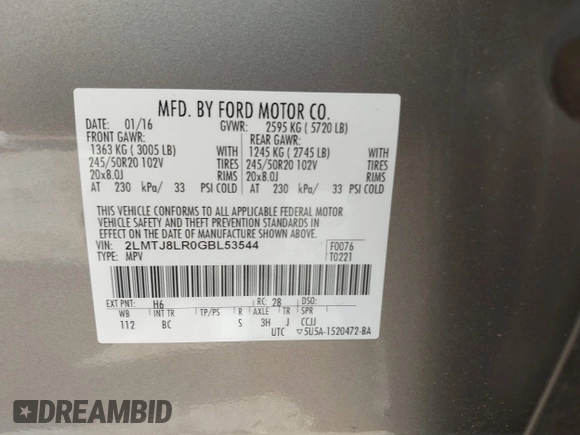 MFD. BY FORD MOTOR CO.
DATE: 01/16 GVWR: 2595 KG ( 5720 LB)
FRONT GAWR: REAR GAWR:
1363 KG ( 3005 LB) WITH 1245 KG ( 2745 LB) WITH
245/50R20 102V TIRES 245/50R20 102V TIRES
20x8.0J RIMS 20x8.0J RIMS
AT 230 kPa/ 33 PSI COLD AT 230 kPa/ 33 PSI COLD
THIS VEHICLE CONFORMS TO ALL APPLICABLE FEDERAL MOTOR
VEHICLE SAFETY AND THEFT PREVENTION STANDARDS IN
EFFECT ON THE DATE OF MANUFACTURE SHOWN ABOVE.
VIN: 2LMTJ8LR0GBL53544 F0076
TYPE: MPV T0221
EXT PNT: H6 RC: 28 DSO:
WB INT TR TP/PS R AXLE TR SPR
112 BC S 3H J CCJJ
UTC ▽5U5A-1520472-BA
DREAMBID